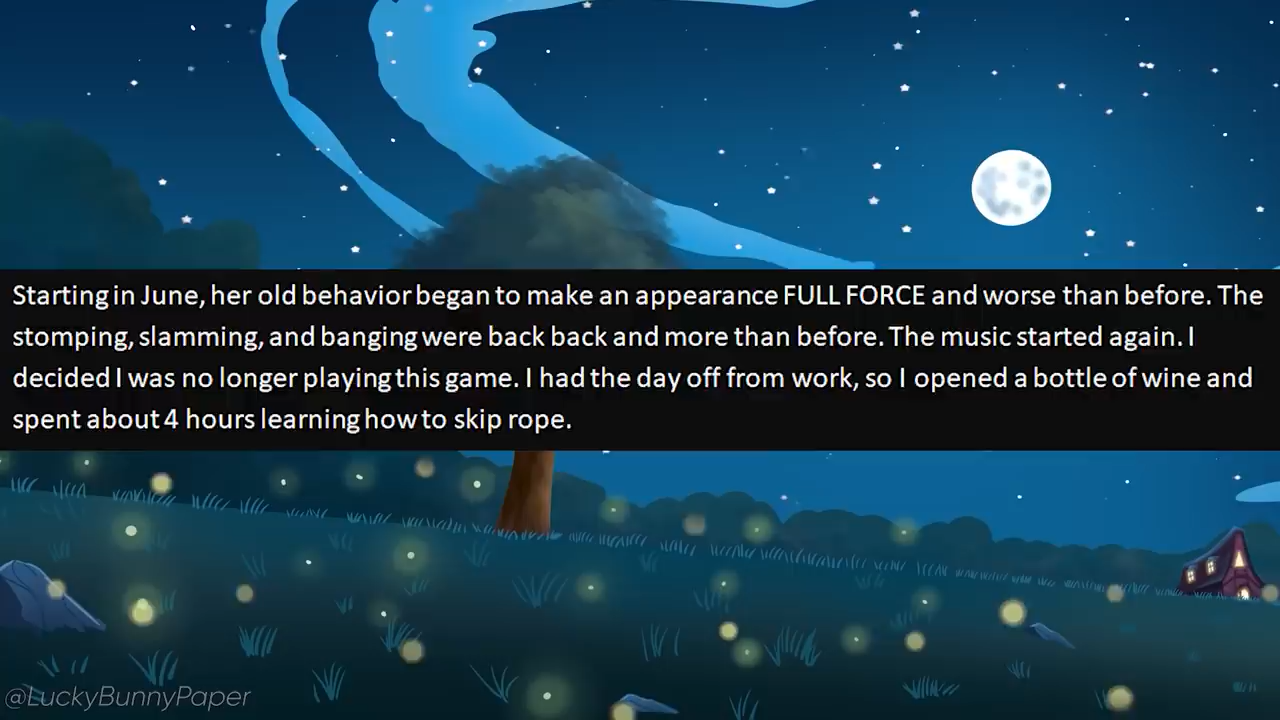 Starting in June, her old behavior began to make an appearance FULL FORCE and worse than before. The
stomping, slamming, and banging were back back and more than before. The music started again. I
decided I was no longer playing this game. I had the day off from work, so I opened a bottle of wine and
spent about 4 hours learning how to skip rope.
@LuckyBunnyPaper